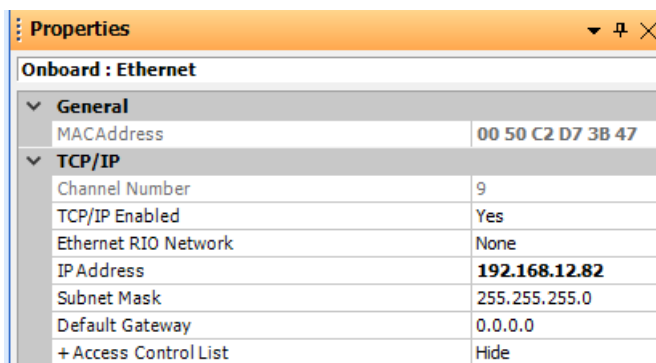 Properties
Onboard : Ethernet
General
MACAddress 00 50 C2 D7 3B 47
TCP/IP
Channel Number 9
TCP/IP Enabled Yes
Ethernet RIO Network None
IP Address 192.168.12.82
Subnet Mask 255.255.255.0
Default Gateway 0.0.0.0
+ Access Control List Hide